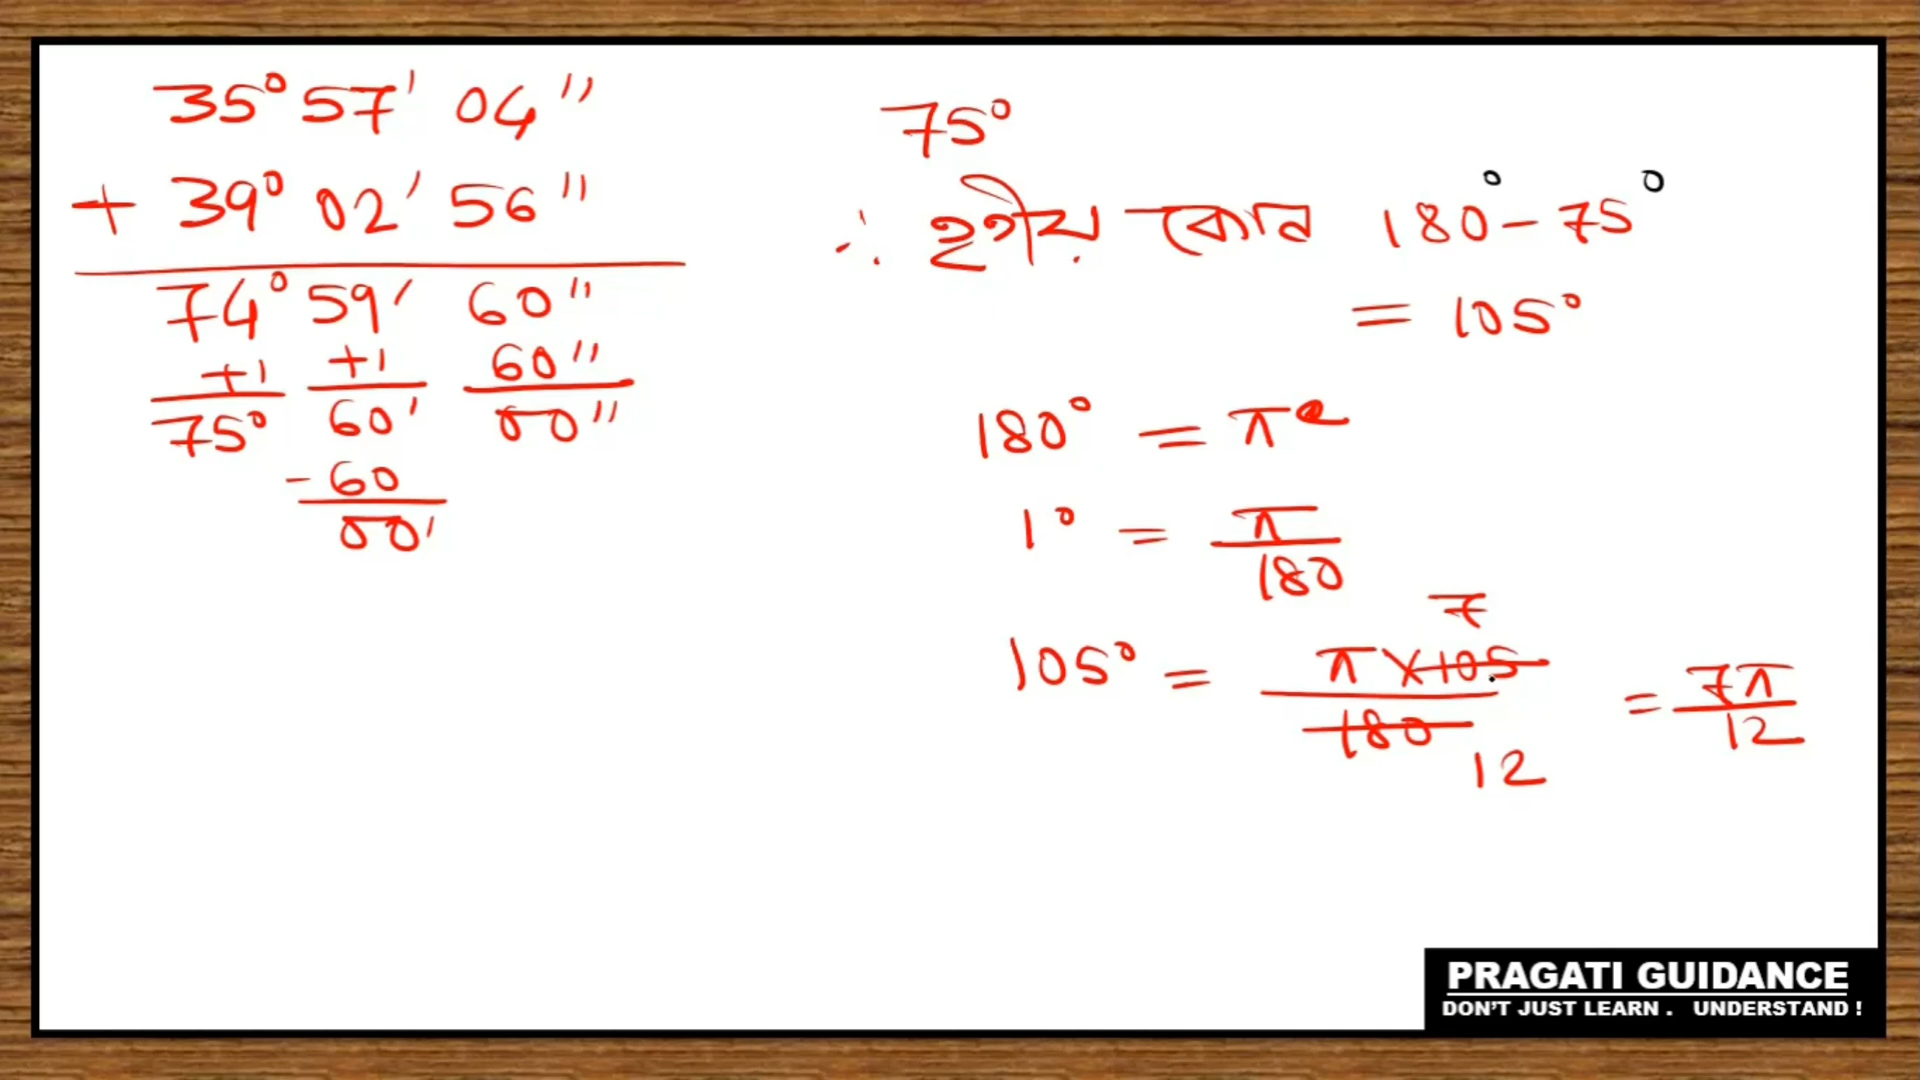 35° 57' 04"
+ 39° 02' 56"
74° 59' 60"
+1 +1 60"
75° 60' 00"
- 60
00'
75°
∴ তৃতীয় কোন 180° - 75°
= 105°
180° = π^c
1° = π/180
7
105° = π×105/180 = 7π/12
12
PRAGATI GUIDANCE
DON'T JUST LEARN . UNDERSTAND !